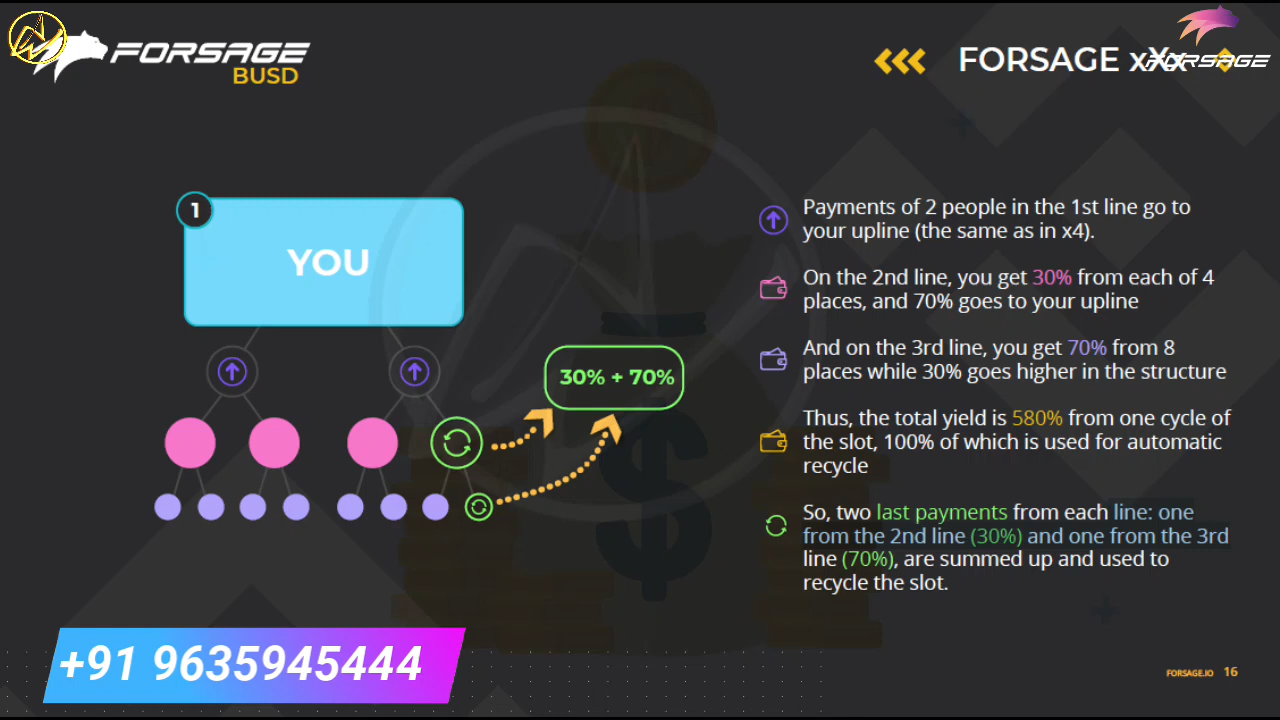 FORSAGE
BUSD
FORSAGE xXx
FORSAGE
1
YOU
30% + 70%
Payments of 2 people in the 1st line go to
your upline (the same as in x4).
On the 2nd line, you get 30% from each of 4
places, and 70% goes to your upline
And on the 3rd line, you get 70% from 8
places while 30% goes higher in the structure
Thus, the total yield is 580% from one cycle of
the slot, 100% of which is used for automatic
recycle
So, two last payments from each line: one
from the 2nd line (30%) and one from the 3rd
line (70%), are summed up and used to
recycle the slot.
+91 9635945444
FORSAGE.IO 16